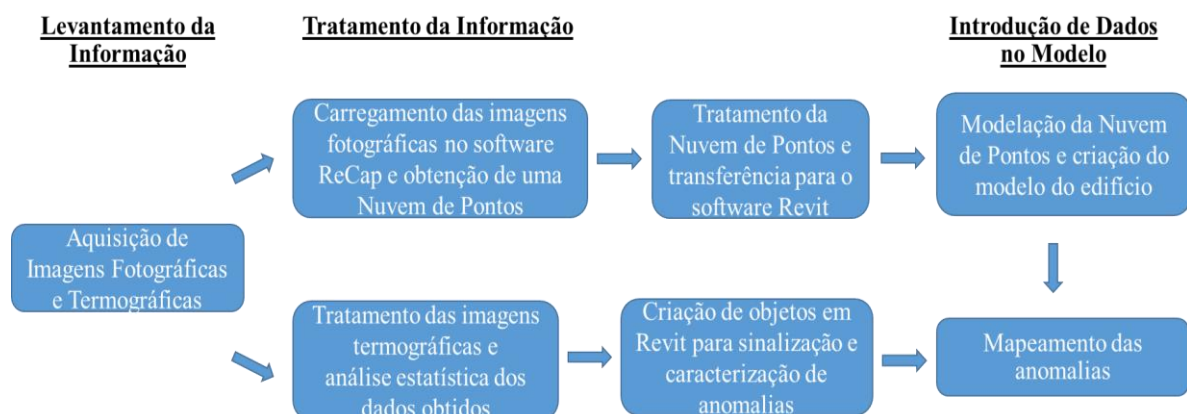 Levantamento da
Informação
Tratamento da Informação
Introdução de Dados
no Modelo
Carregamento das imagens
fotográficas no software
ReCap e obtenção de uma
Nuvem de Pontos
Tratamento da
Nuvem de Pontos e
transferência para o
software Revit
Modelação da Nuvem
de Pontos e criação do
modelo do edifício
Aquisição de
Imagens Fotográficas
e Termográficas
Tratamento das imagens
termográficas e
análise estatística dos
dados obtidos
Criação de objetos em
Revit para sinalização e
caracterização de
anomalias
Mapeamento das
anomalias